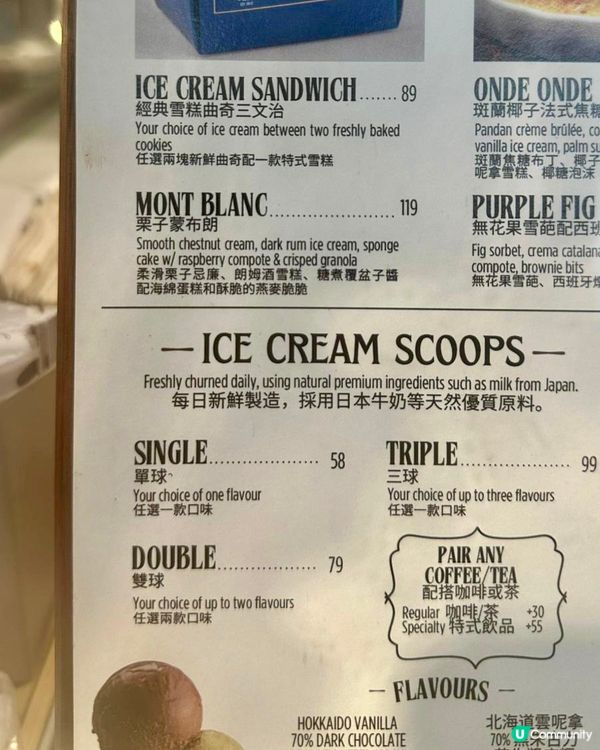 ICE CREAM SANDWICH....... 89
經典雪糕曲奇三文治
Your choice of ice cream between two freshly baked
cookies
任選兩塊新鮮曲奇配一款特式雪糕
MONT BLANC........................ 119
栗子蒙布朗
Smooth chestnut cream, dark rum ice cream, sponge
cake w/ raspberry compote & crisped granola
柔滑栗子忌廉、朗姆酒雪糕、糖煮覆盆子醬
配海綿蛋糕和酥脆的燕麥脆脆
ONDE ONDE
斑蘭椰子法式焦糖
Pandan crème brûlée, co
vanilla ice cream, palm su
斑蘭焦糖布丁、椰子
呢拿雪糕、椰糖泡沫
PURPLE FIG
無花果雪葩配西班
Fig sorbet, crema catalana
compote, brownie bits
無花果雪葩、西班牙
— ICE CREAM SCOOPS —
Freshly churned daily, using natural premium ingredients such as milk from Japan.
每日新鮮製造，採用日本牛奶等天然優質原料。
SINGLE..................... 58
單球
Your choice of one flavour
任選一款口味
DOUBLE................... 79
雙球
Your choice of up to two flavours
任選兩款口味
TRIPLE....................... 99
三球
Your choice of up to three flavours
任選一款口味
PAIR ANY
COFFEE/TEA
配搭咖啡或茶
Regular 咖啡/茶 +30
Specialty 特式飲品 +55
— FLAVOURS —
HOKKAIDO VANILLA
70% DARK CHOCOLATE
北海道雲呢拿
70%
U Community